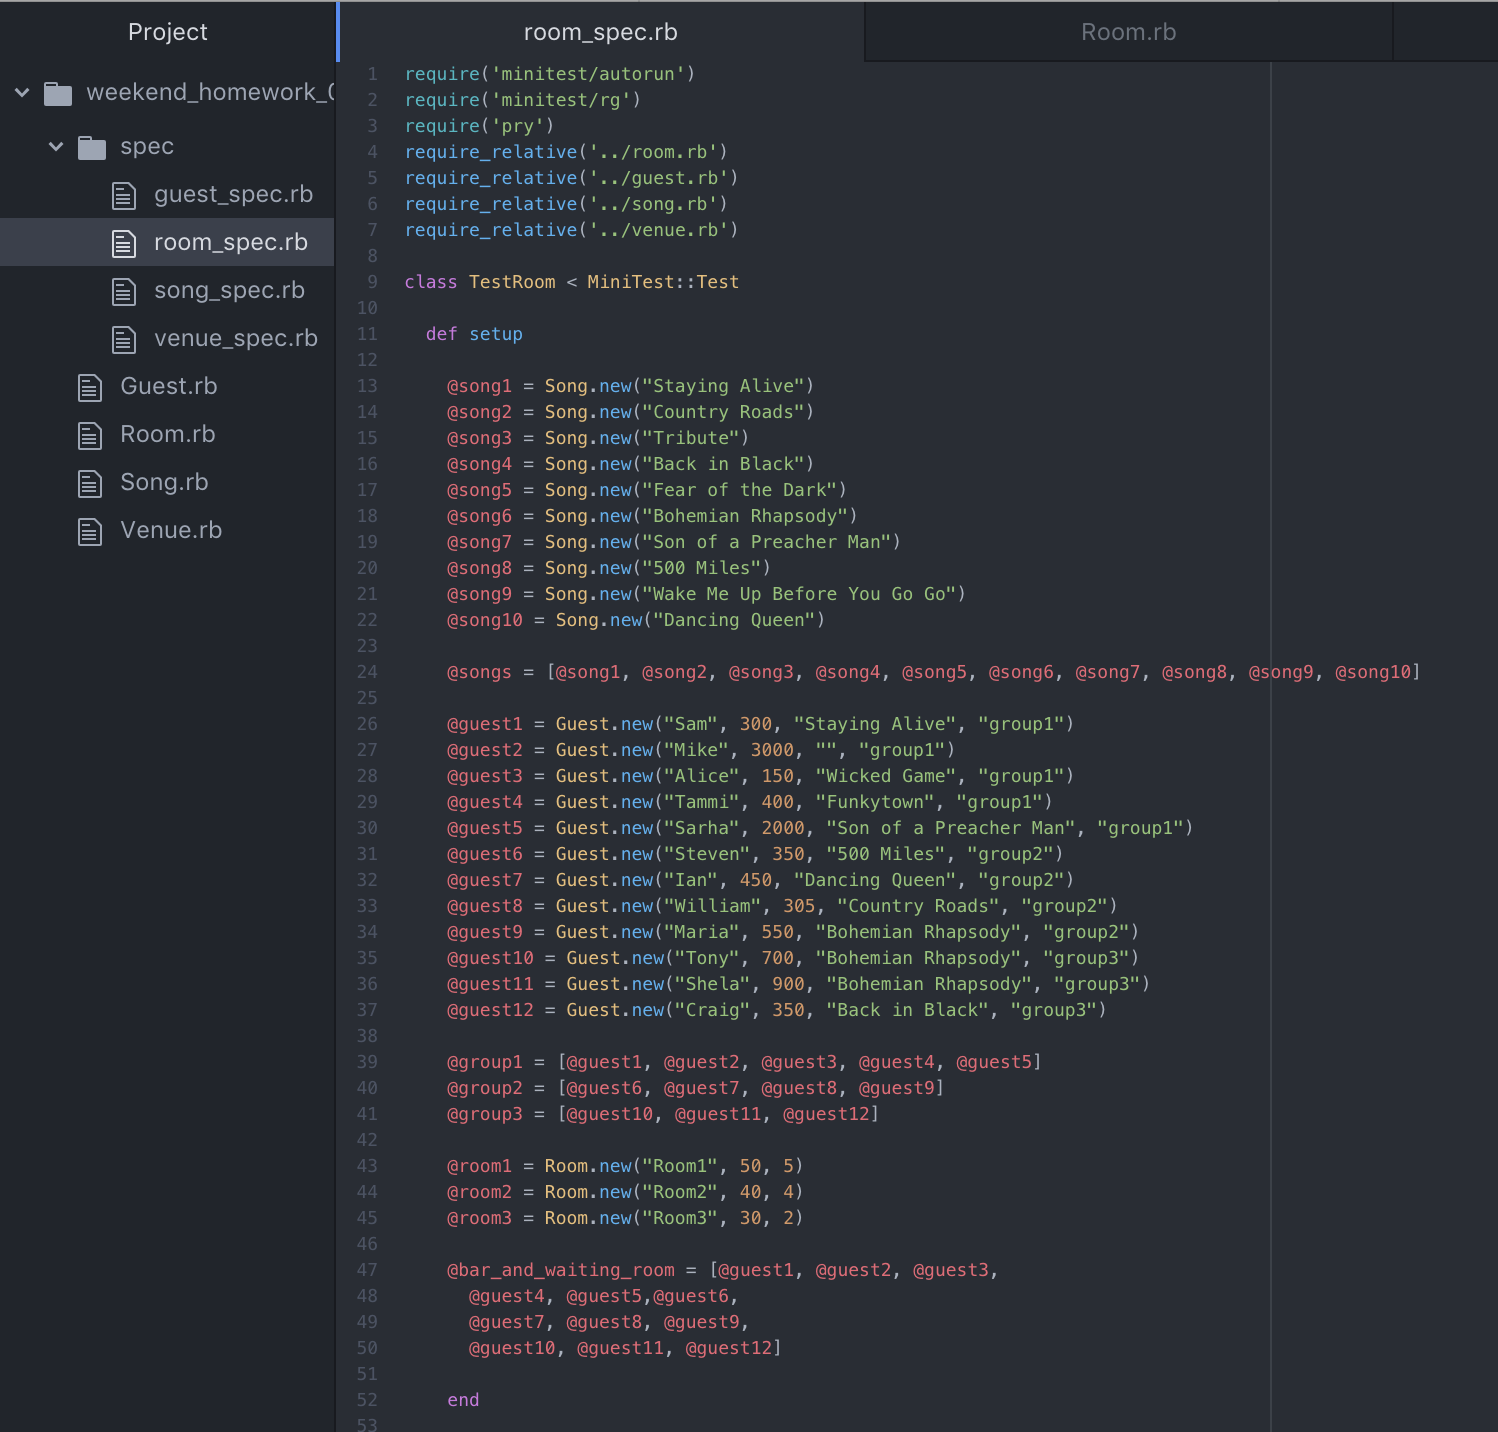 Project
weekend_homework_
spec
guest_spec.rb
room_spec.rb
song_spec.rb
venue_spec.rb
Guest.rb
Room.rb
Song.rb
Venue.rb
room_spec.rb
Room.rb
1 require('minitest/autorun')
2 require('minitest/rg')
3 require('pry')
4 require_relative('../room.rb')
5 require_relative('../guest.rb')
6 require_relative('../song.rb')
7 require_relative('../venue.rb')
8
9 class TestRoom < MiniTest::Test
10
11 def setup
12
13 @song1 = Song.new("Staying Alive")
14 @song2 = Song.new("Country Roads")
15 @song3 = Song.new("Tribute")
16 @song4 = Song.new("Back in Black")
17 @song5 = Song.new("Fear of the Dark")
18 @song6 = Song.new("Bohemian Rhapsody")
19 @song7 = Song.new("Son of a Preacher Man")
20 @song8 = Song.new("500 Miles")
21 @song9 = Song.new("Wake Me Up Before You Go Go")
22 @song10 = Song.new("Dancing Queen")
23
24 @songs = [@song1, @song2, @song3, @song4, @song5, @song6, @song7, @song8, @song9, @song10]
25
26 @guest1 = Guest.new("Sam", 300, "Staying Alive", "group1")
27 @guest2 = Guest.new("Mike", 3000, "", "group1")
28 @guest3 = Guest.new("Alice", 150, "Wicked Game", "group1")
29 @guest4 = Guest.new("Tammi", 400, "Funkytown", "group1")
30 @guest5 = Guest.new("Sarha", 2000, "Son of a Preacher Man", "group1")
31 @guest6 = Guest.new("Steven", 350, "500 Miles", "group2")
32 @guest7 = Guest.new("Ian", 450, "Dancing Queen", "group2")
33 @guest8 = Guest.new("William", 305, "Country Roads", "group2")
34 @guest9 = Guest.new("Maria", 550, "Bohemian Rhapsody", "group2")
35 @guest10 = Guest.new("Tony", 700, "Bohemian Rhapsody", "group3")
36 @guest11 = Guest.new("Shela", 900, "Bohemian Rhapsody", "group3")
37 @guest12 = Guest.new("Craig", 350, "Back in Black", "group3")
38
39 @group1 = [@guest1, @guest2, @guest3, @guest4, @guest5]
40 @group2 = [@guest6, @guest7, @guest8, @guest9]
41 @group3 = [@guest10, @guest11, @guest12]
42
43 @room1 = Room.new("Room1", 50, 5)
44 @room2 = Room.new("Room2", 40, 4)
45 @room3 = Room.new("Room3", 30, 2)
46
47 @bar_and_waiting_room = [@guest1, @guest2, @guest3,
48 @guest4, @guest5,@guest6,
49 @guest7, @guest8, @guest9,
50 @guest10, @guest11, @guest12]
51
52 end
53